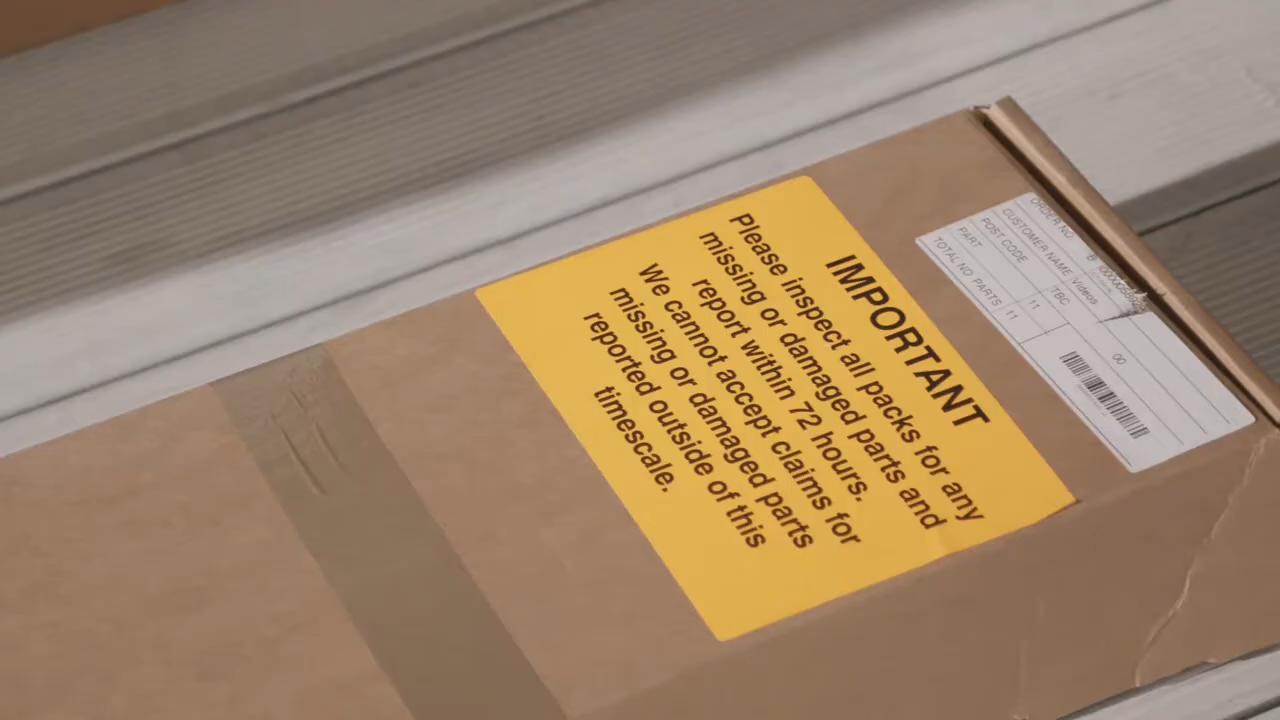 IMPORTANT
Please inspect all packs for any
missing or damaged parts and
report within 72 hours.
We cannot accept claims for
missing or damaged parts
reported outside of this
timescale.
ORDER NO. B
CUSTOMER NAME Videos
POST CODE TBC
PART 11 00
TOTAL NO PARTS 11